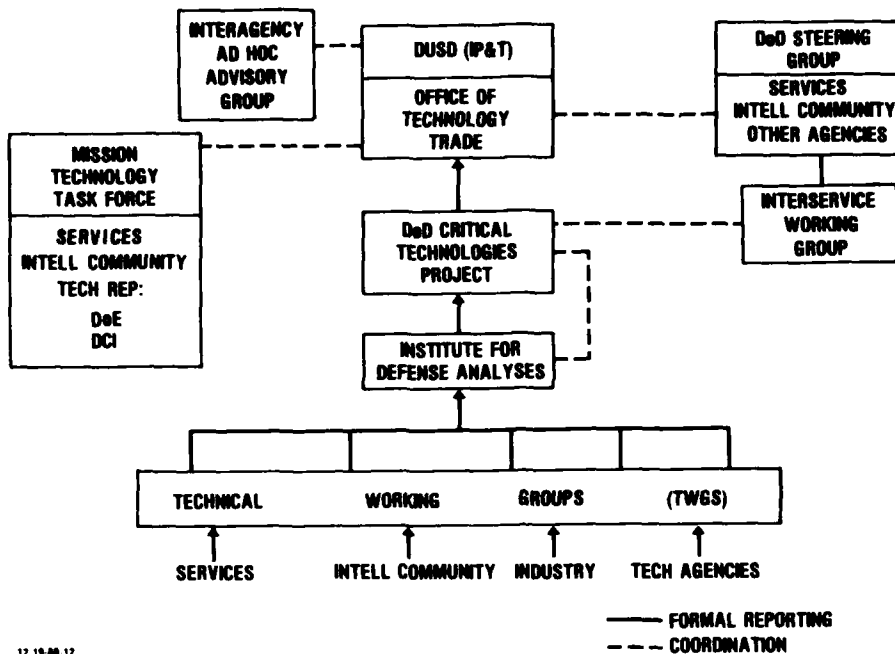 INTERAGENCY
AD HOC
ADVISORY
GROUP
DUSD (IP&T)
OFFICE OF
TECHNOLOGY
TRADE
DoD STEERING
GROUP
SERVICES
INTELL COMMUNITY
OTHER AGENCIES
MISSION
TECHNOLOGY
TASK FORCE
SERVICES
INTELL COMMUNITY
TECH REP:
DoE
DCI
DoD CRITICAL
TECHNOLOGIES
PROJECT
INTERSERVICE
WORKING
GROUP
INSTITUTE FOR
DEFENSE ANALYSES
TECHNICAL WORKING GROUPS (TWGS)
SERVICES INTELL COMMUNITY INDUSTRY TECH AGENCIES
FORMAL REPORTING
COORDINATION